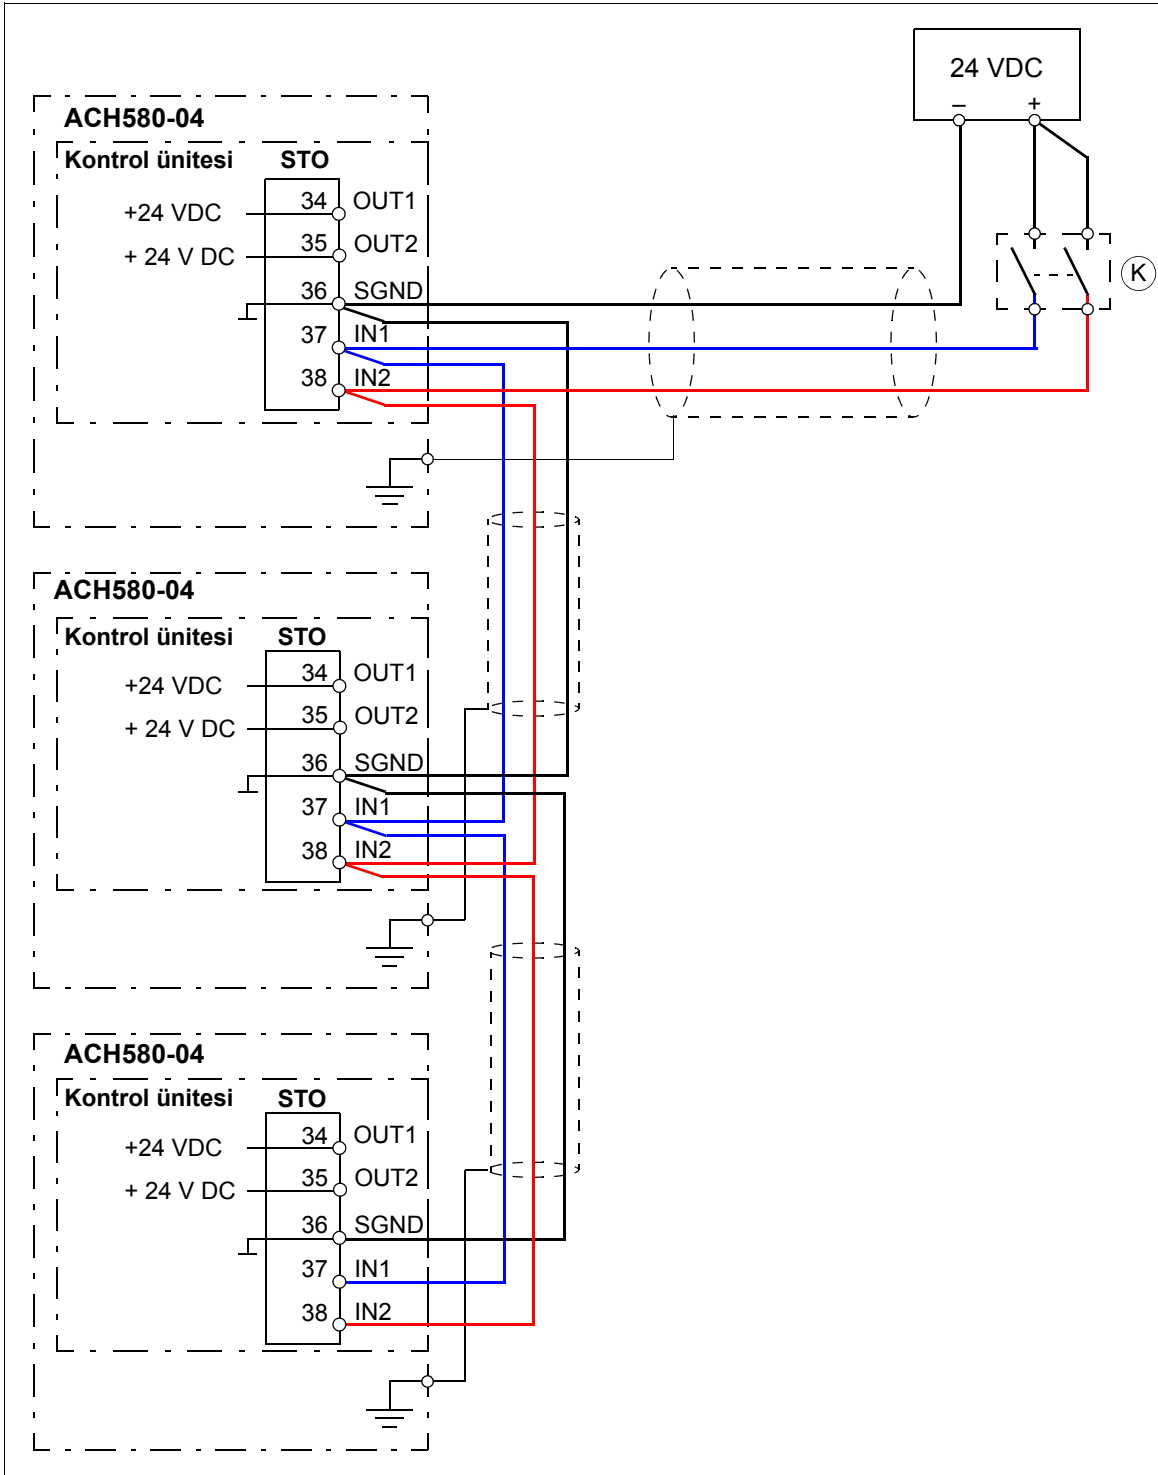 24 VDC
– +
K
ACH580-04
Kontrol ünitesi STO
+24 VDC 34 OUT1
+ 24 V DC 35 OUT2
36 SGND
37 IN1
38 IN2
ACH580-04
Kontrol ünitesi STO
+24 VDC 34 OUT1
+ 24 V DC 35 OUT2
36 SGND
37 IN1
38 IN2
ACH580-04
Kontrol ünitesi STO
+24 VDC 34 OUT1
+ 24 V DC 35 OUT2
36 SGND
37 IN1
38 IN2